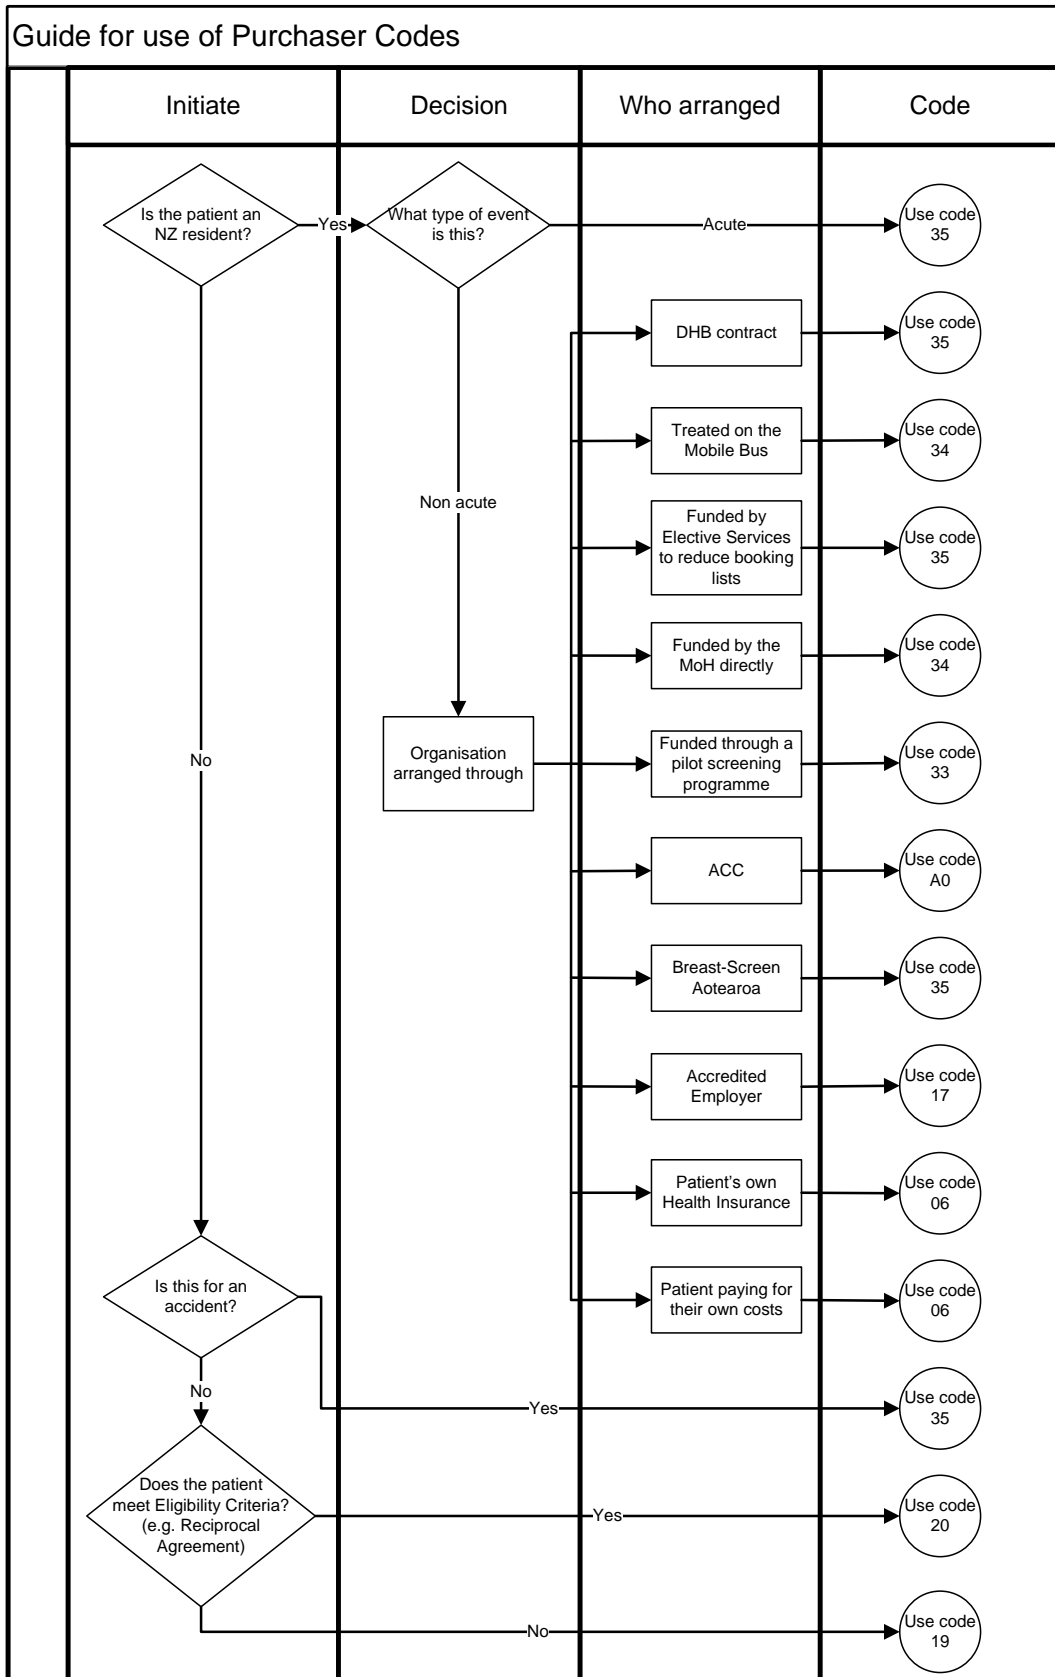 Guide for use of Purchaser Codes
Initiate
Decision
Who arranged
Code
Is the patient an
NZ resident?
Yes
What type of event
is this?
Acute
Use code
35
DHB contract
Use code
35
Treated on the
Mobile Bus
Use code
34
Non acute
Funded by
Elective Services
to reduce booking
lists
Use code
35
Funded by the
MoH directly
Use code
34
No
Organisation
arranged through
Funded through a
pilot screening
programme
Use code
33
ACC
Use code
A0
Breast-Screen
Aotearoa
Use code
35
Accredited
Employer
Use code
17
Patient's own
Health Insurance
Use code
06
Is this for an
accident?
Patient paying for
their own costs
Use code
06
No
Yes
Use code
35
Does the patient
meet Eligibility Criteria?
(e.g. Reciprocal
Agreement)
Yes
Use code
20
No
Use code
19